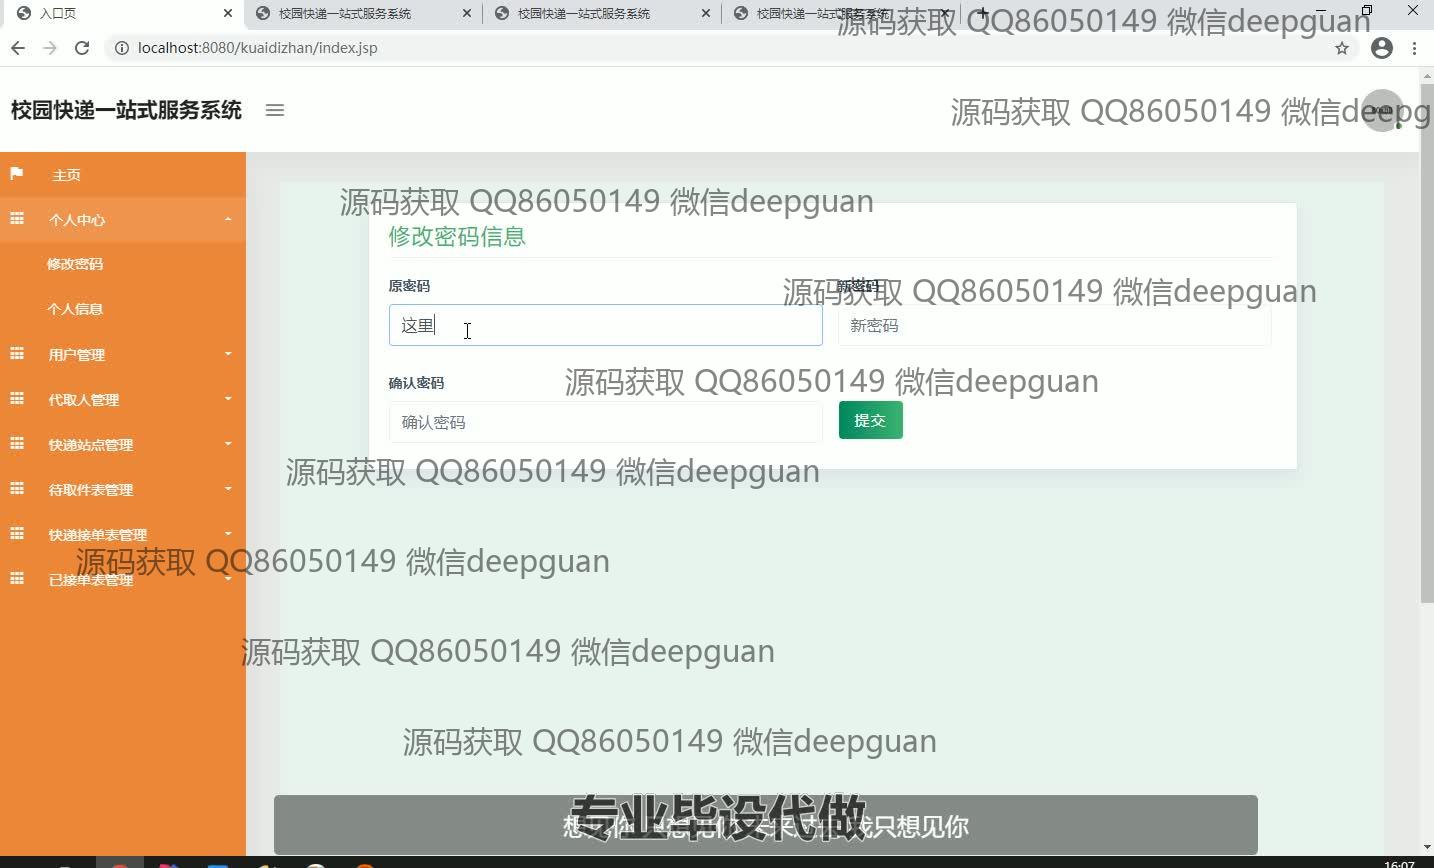 入口页
校园快递一站式服务系统
校园快递一站式服务系统
校园快递一站式服务系统
源码获取 QQ86050149 微信deepguan
localhost:8080/kuaidizhan/index.jsp
校园快递一站式服务系统
源码获取 QQ86050149 微信deepg
主页
源码获取 QQ86050149 微信deepguan
个人中心
修改密码信息
修改密码
原密码
新密码
源码获取 QQ86050149 微信deepguan
个人信息
这里
新密码
用户管理
确认密码
源码获取 QQ86050149 微信deepguan
代取人管理
确认密码
提交
快递站点管理
源码获取 QQ86050149 微信deepguan
待取件表管理
快递接单表管理
源码获取 QQ86050149 微信deepguan
已接单表管理
源码获取 QQ86050149 微信deepguan
源码获取 QQ86050149 微信deepguan
专业毕设代做
想见你只想见你 未来过去 我只想见你
16:07